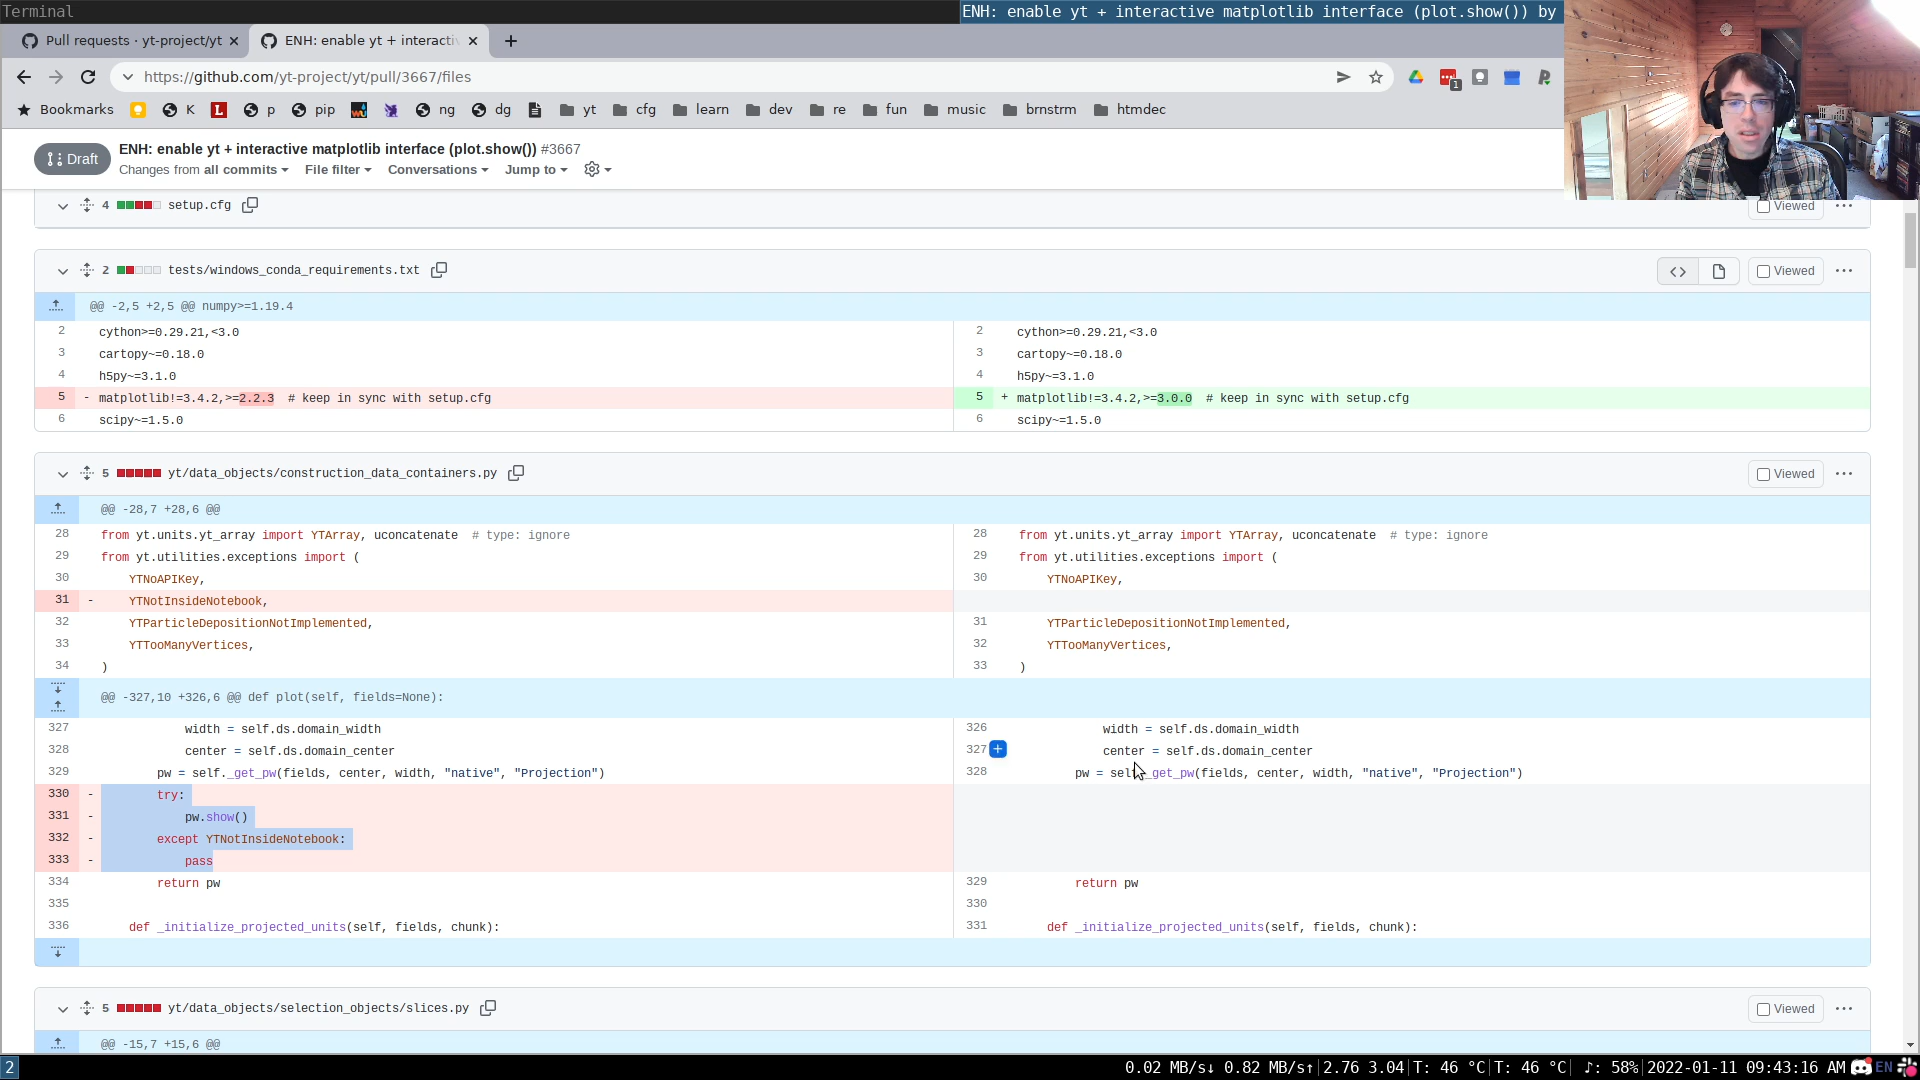 Terminal
ENH: enable yt + interactive matplotlib interface (plot.show()) by
Pull requests · yt-project/yt
ENH: enable yt + interacti
https://github.com/yt-project/yt/pull/3667/files
1
Bookmarks
K
L
p
pip
ng
dg
yt
cfg
learn
dev
re
fun
music
brnstrm
htmdec
Draft
ENH: enable yt + interactive matplotlib interface (plot.show()) #3667
Changes from all commits
File filter
Conversations
Jump to
4 setup.cfg
Viewed
2 tests/windows_conda_requirements.txt
Viewed
@@ -2,5 +2,5 @@ numpy>=1.19.4
2 cython>=0.29.21,<3.0 2 cython>=0.29.21,<3.0
3 cartopy~=0.18.0 3 cartopy~=0.18.0
4 h5py~=3.1.0 4 h5py~=3.1.0
5 - matplotlib!=3.4.2,>=2.2.3 # keep in sync with setup.cfg 5 + matplotlib!=3.4.2,>=3.0.0 # keep in sync with setup.cfg
6 scipy~=1.5.0 6 scipy~=1.5.0
5 yt/data_objects/construction_data_containers.py
Viewed
@@ -28,7 +28,6 @@
28 from yt.units.yt_array import YTArray, uconcatenate # type: ignore 28 from yt.units.yt_array import YTArray, uconcatenate # type: ignore
29 from yt.utilities.exceptions import ( 29 from yt.utilities.exceptions import (
30 YTNoAPIKey, 30 YTNoAPIKey,
31 - YTNotInsideNotebook,
32 YTParticleDepositionNotImplemented, 31 YTParticleDepositionNotImplemented,
33 YTTooManyVertices, 32 YTTooManyVertices,
34 ) 33 )
@@ -327,10 +326,6 @@ def plot(self, fields=None):
327 width = self.ds.domain_width 326 width = self.ds.domain_width
328 center = self.ds.domain_center 327 center = self.ds.domain_center
329 pw = self._get_pw(fields, center, width, "native", "Projection") 328 pw = self._get_pw(fields, center, width, "native", "Projection")
330 - try:
331 - pw.show()
332 - except YTNotInsideNotebook:
333 - pass
334 return pw 329 return pw
335 330
336 def _initialize_projected_units(self, fields, chunk): 331 def _initialize_projected_units(self, fields, chunk):
5 yt/data_objects/selection_objects/slices.py
Viewed
@@ -15,7 +15,6 @@
2
0.02 MB/s↓ 0.82 MB/s↑|2.76 3.04|T: 46 °C|T: 46 °C| ♪: 58%|2022-01-11 09:43:16 AM EN